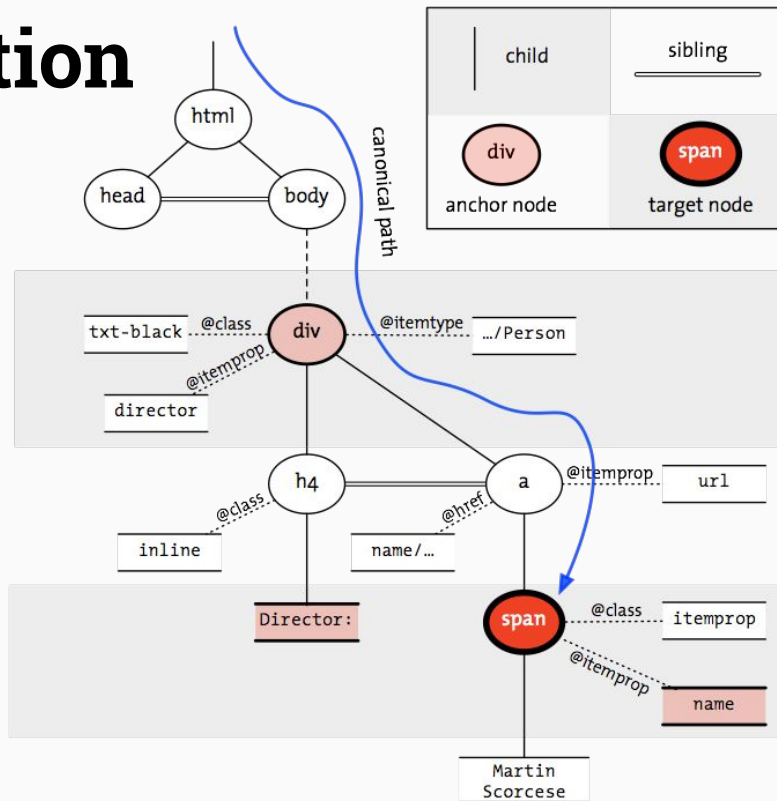 tion
child
sibling
div
anchor node
span
target node
html
head
body
canonical path
txt-black
@class
div
@itemtype
…/Person
@itemprop
director
h4
a
@itemprop
url
@class
@href
inline
name/…
Director:
span
@class
itemprop
@itemprop
name
Martin
Scorcese